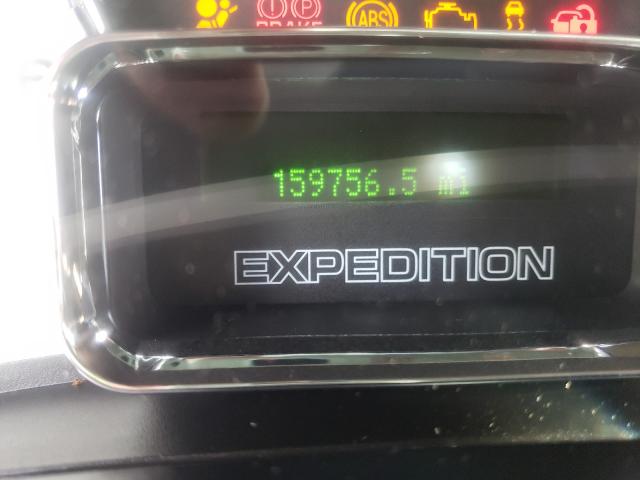 P
BRAKE
ABS
159756.5 mi
EXPEDITION